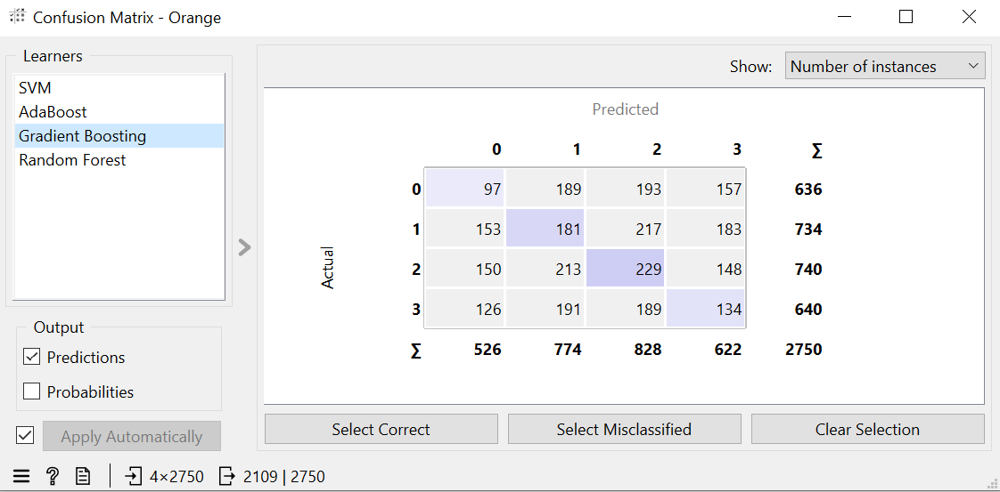 Confusion Matrix - Orange
Learners
SVM
AdaBoost
Gradient Boosting
Random Forest
Output
Predictions
Probabilities
Apply Automatically
Show: Number of instances
Predicted
0 1 2 3 ∑
Actual
0 97 189 193 157 636
1 153 181 217 183 734
2 150 213 229 148 740
3 126 191 189 134 640
∑ 526 774 828 622 2750
Select Correct Select Misclassified Clear Selection
? 4×2750 2109 | 2750